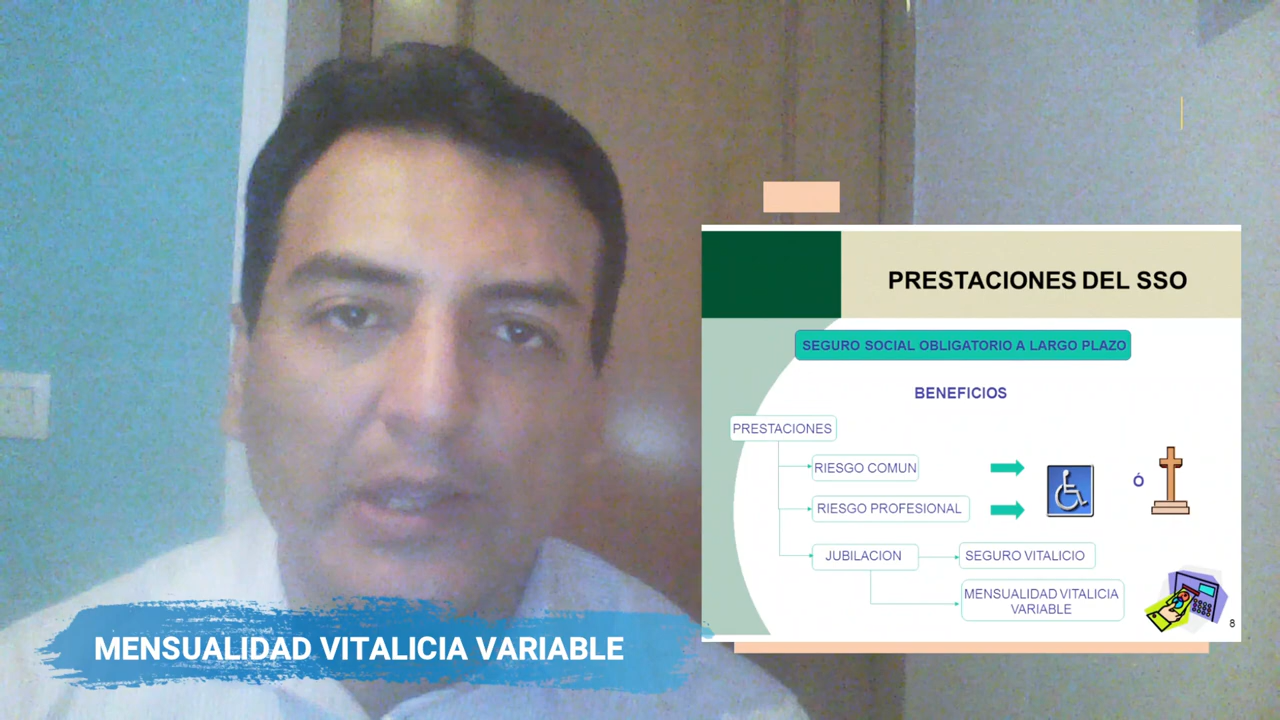 PRESTACIONES DEL SSO
SEGURO SOCIAL OBLIGATORIO A LARGO PLAZO
BENEFICIOS
PRESTACIONES
RIESGO COMUN
RIESGO PROFESIONAL
Ó
JUBILACION
SEGURO VITALICIO
MENSUALIDAD VITALICIA
VARIABLE
8
MENSUALIDAD VITALICIA VARIABLE